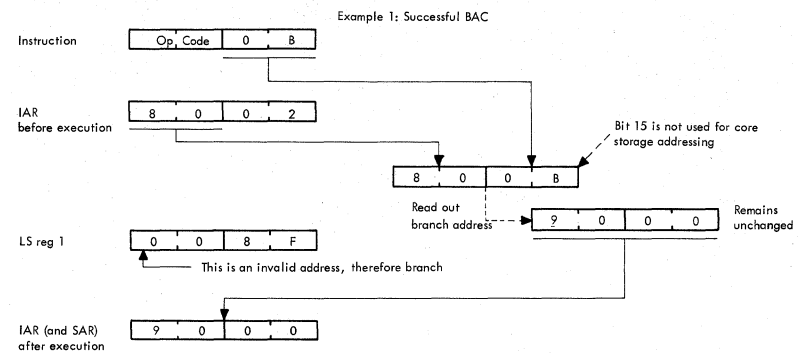 Example 1: Successful BAC
Instruction
Op Code 0 B
IAR
before execution
8 0 0 2
Bit 15 is not used for core
storage addressing
8 0 0 B
Read out
branch address
9 0 0 0
Remains
unchanged
LS reg 1
0 0 8 F
This is an invalid address, therefore branch
IAR (and SAR)
after execution
9 0 0 0